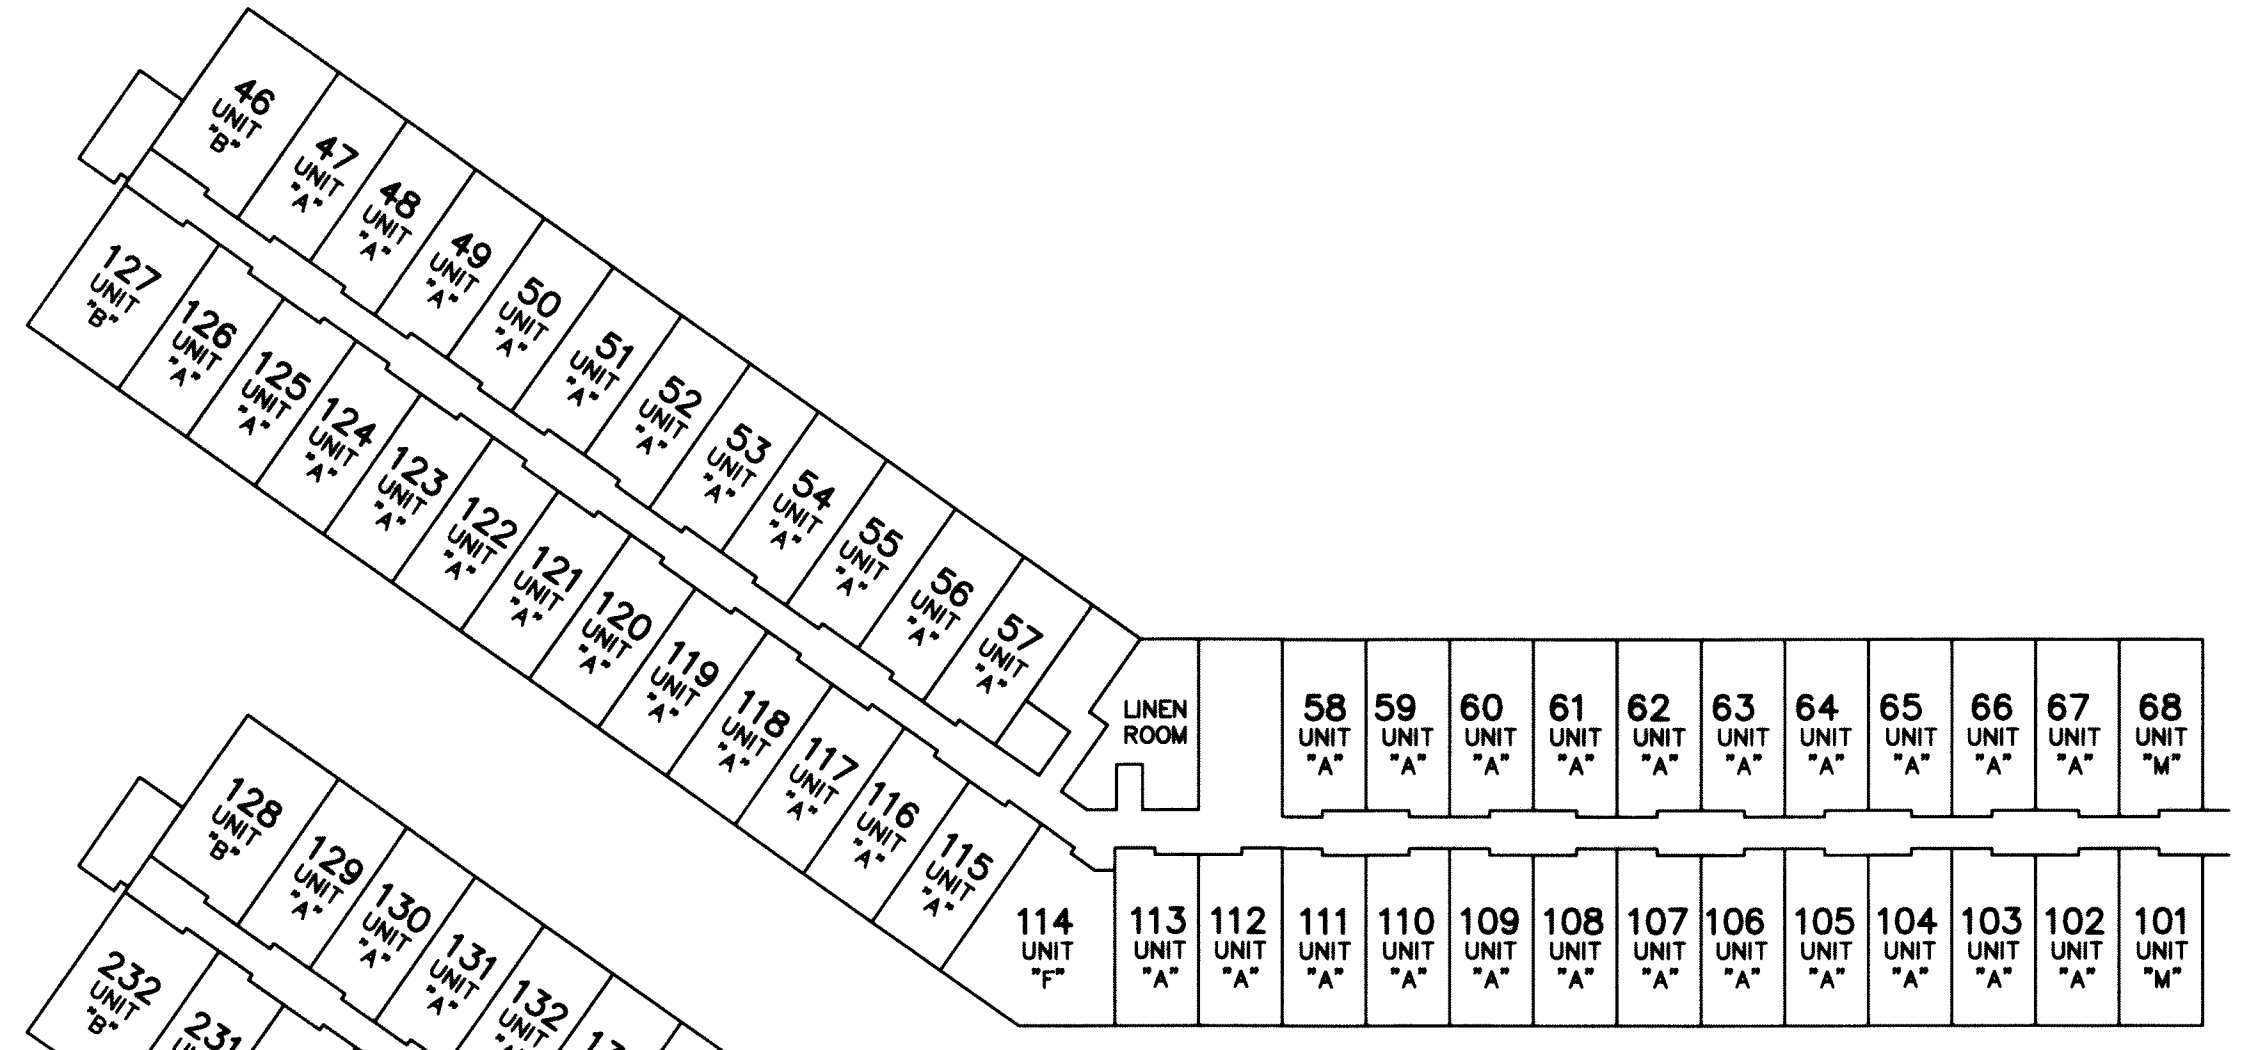 46
UNIT
"B"
47
UNIT
"A"
48
UNIT
"A"
49
UNIT
"A"
50
UNIT
"A"
51
UNIT
"A"
52
UNIT
"A"
53
UNIT
"A"
54
UNIT
"A"
55
UNIT
"A"
56
UNIT
"A"
57
UNIT
"A"
LINEN
ROOM
58
UNIT
"A"
59
UNIT
"A"
60
UNIT
"A"
61
UNIT
"A"
62
UNIT
"A"
63
UNIT
"A"
64
UNIT
"A"
65
UNIT
"A"
66
UNIT
"A"
67
UNIT
"A"
68
UNIT
"M"
127
UNIT
"B"
126
UNIT
"A"
125
UNIT
"A"
124
UNIT
"A"
123
UNIT
"A"
122
UNIT
"A"
121
UNIT
"A"
120
UNIT
"A"
119
UNIT
"A"
118
UNIT
"A"
117
UNIT
"A"
116
UNIT
"A"
115
UNIT
"A"
114
UNIT
"F"
113
UNIT
"A"
112
UNIT
"A"
111
UNIT
"A"
110
UNIT
"A"
109
UNIT
"A"
108
UNIT
"A"
107
UNIT
"A"
106
UNIT
"A"
105
UNIT
"A"
104
UNIT
"A"
103
UNIT
"A"
102
UNIT
"A"
101
UNIT
"M"
128
UNIT
"B"
129
UNIT
"A"
130
UNIT
"A"
131
UNIT
"A"
132
UNIT
232
UNIT
"B"
231